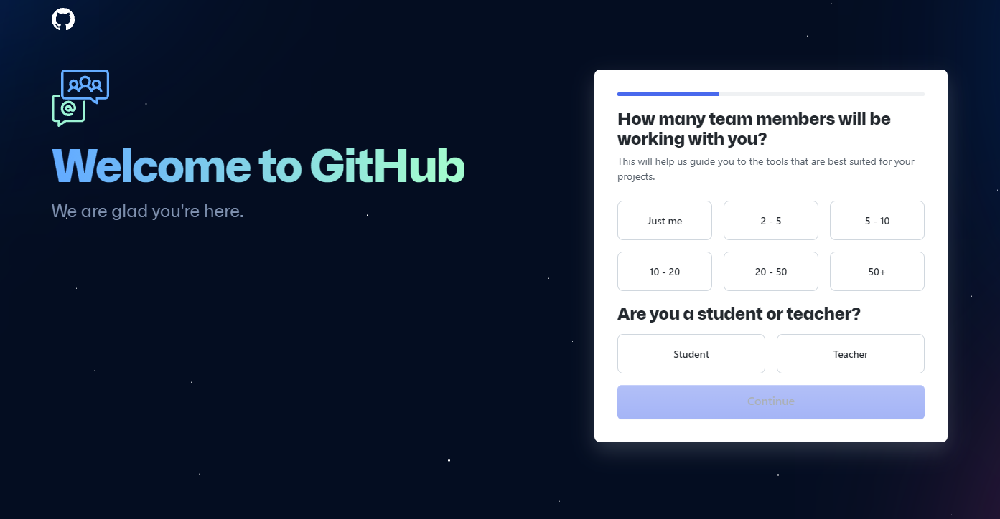 Welcome to GitHub
We are glad you're here.
How many team members will be
working with you?
This will help us guide you to the tools that are best suited for your
projects.
Just me
2 - 5
5 - 10
10 - 20
20 - 50
50+
Are you a student or teacher?
Student
Teacher
Continue